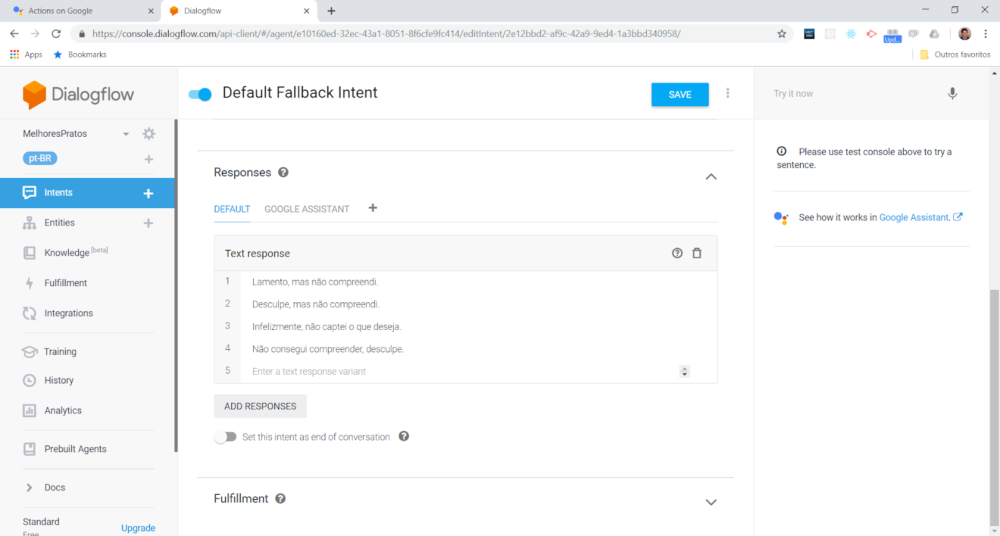 Actions on Google
Dialogflow
https://console.dialogflow.com/api-client/#/agent/e10160ed-32ec-43a1-8051-8f6cfe9fc414/editIntent/2e12bbd2-af9c-42a9-9ed4-1a3bbd340958/
Upd...
Apps
Bookmarks
Outros favoritos
Dialogflow
Default Fallback Intent
SAVE
Try it now
MelhoresPratos
pt-BR
Intents
Entities
Knowledge [beta]
Fulfillment
Integrations
Training
History
Analytics
Prebuilt Agents
Docs
Standard
Free
Upgrade
Responses
DEFAULT
GOOGLE ASSISTANT
Text response
1 Lamento, mas não compreendi.
2 Desculpe, mas não compreendi.
3 Infelizmente, não captei o que deseja.
4 Não consegui compreender, desculpe.
5 Enter a text response variant
ADD RESPONSES
Set this intent as end of conversation
Fulfillment
Please use test console above to try a
sentence.
See how it works in Google Assistant.